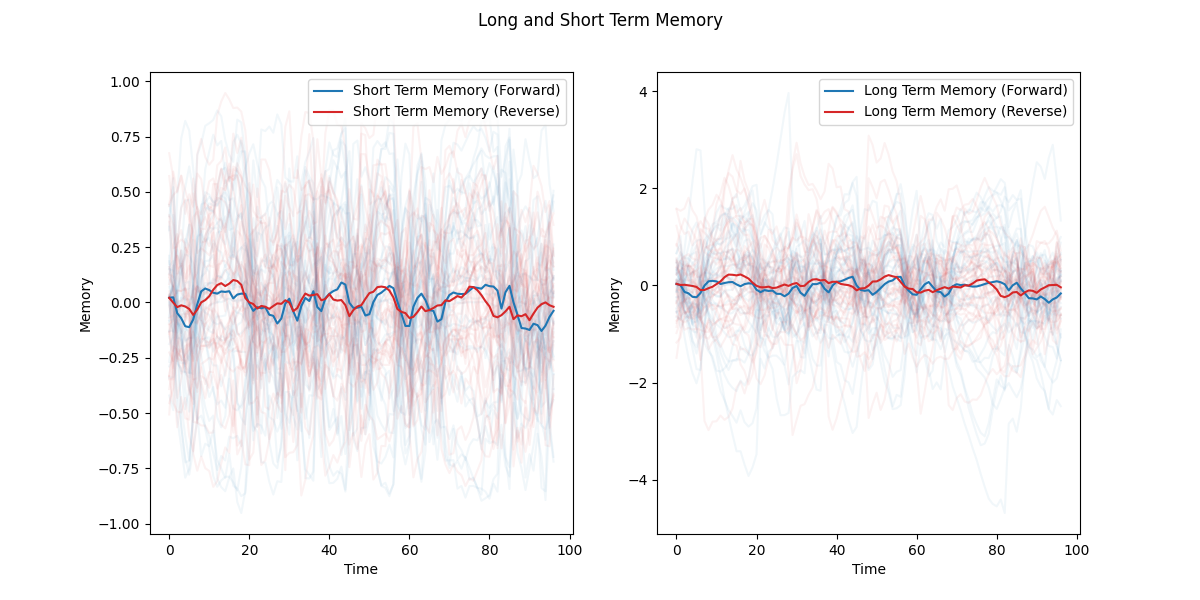 Long and Short Term Memory
Short Term Memory (Forward)
Short Term Memory (Reverse)
1.00
0.75
0.50
0.25
0.00
−0.25
−0.50
−0.75
−1.00
Memory
0 20 40 60 80 100
Time
Long Term Memory (Forward)
Long Term Memory (Reverse)
4
2
0
−2
−4
Memory
0 20 40 60 80 100
Time